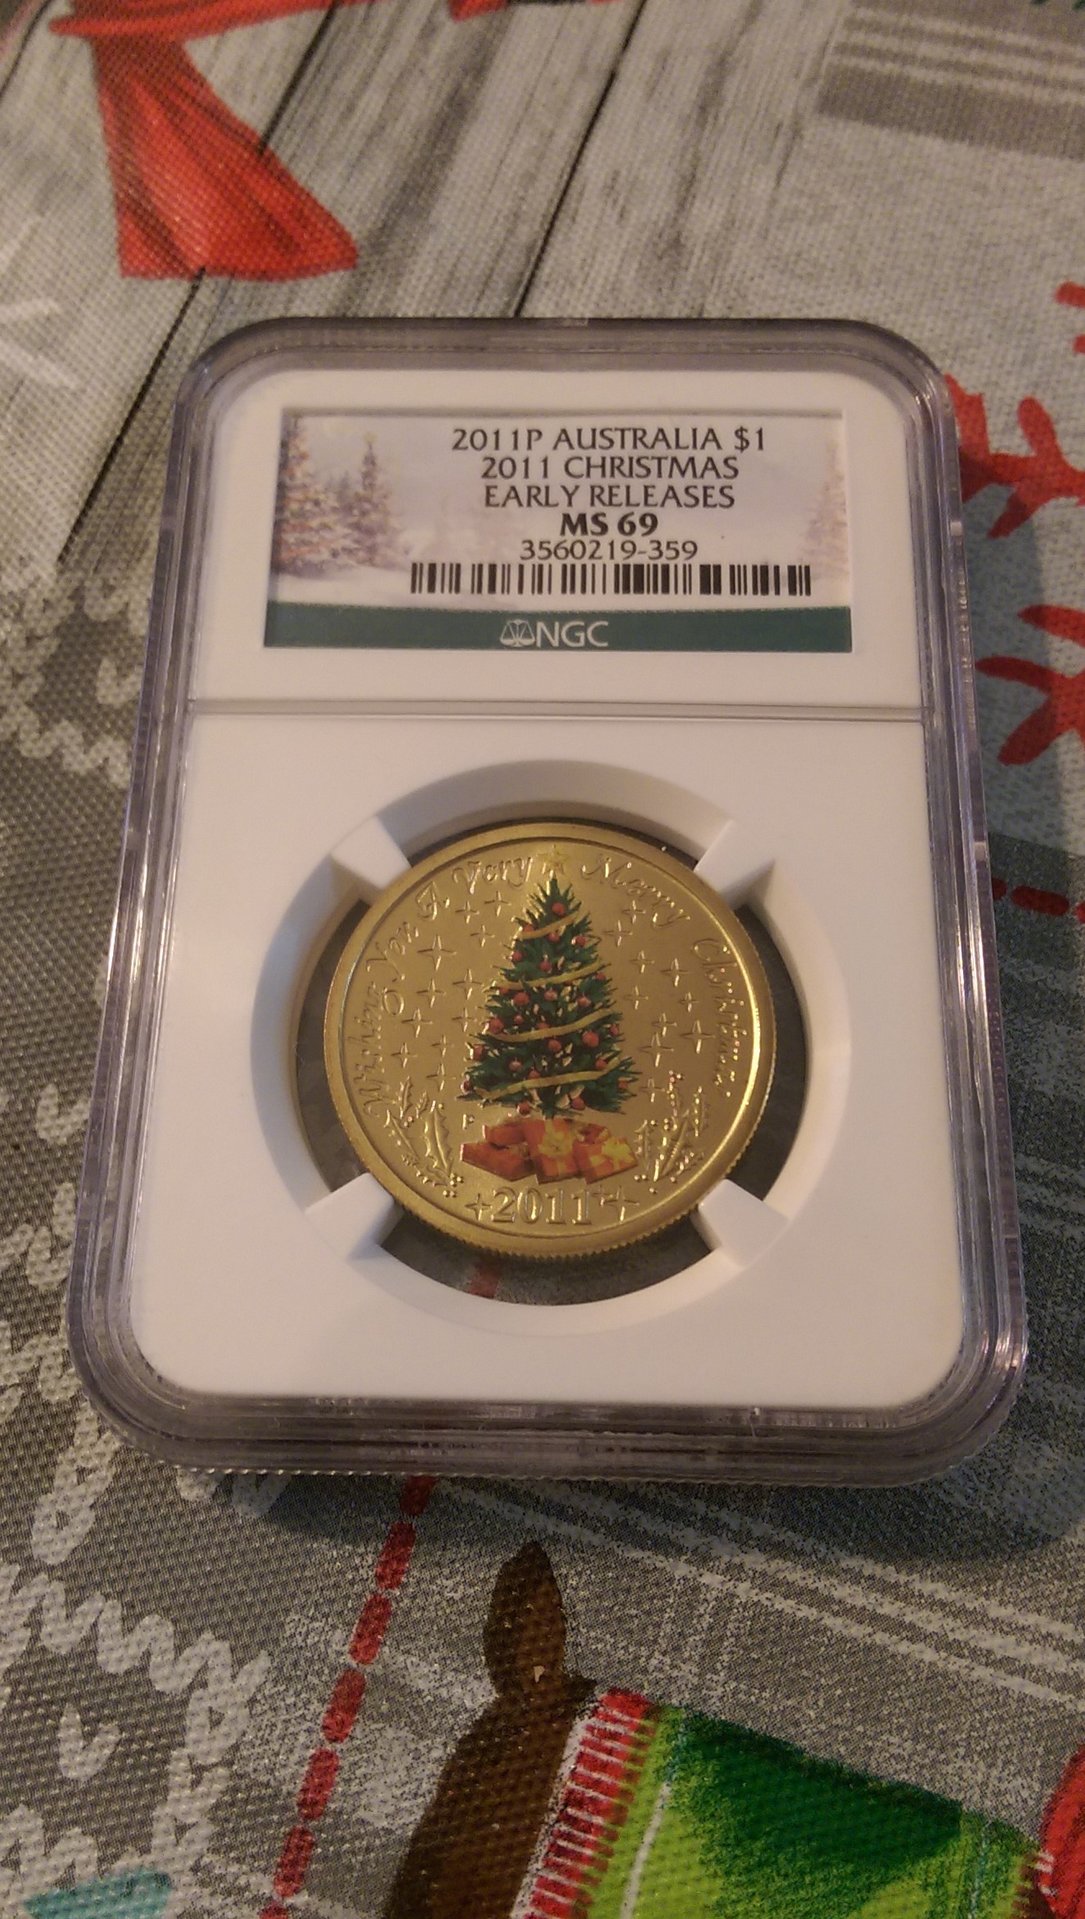 2011P AUSTRALIA $1
2011 CHRISTMAS
EARLY RELEASES
MS 69
3560219-359
NGC
Wishing You A Very Merry Christmas
P
2011